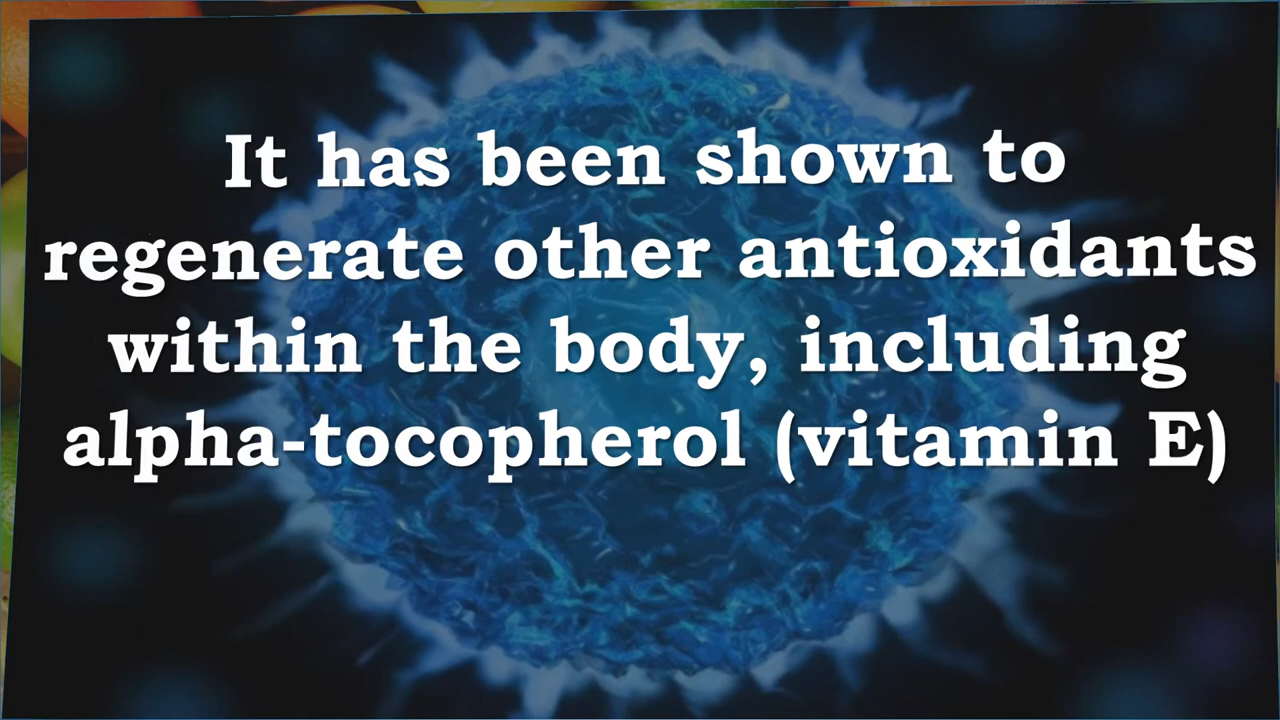 It has been shown to
regenerate other antioxidants
within the body, including
alpha-tocopherol (vitamin E)